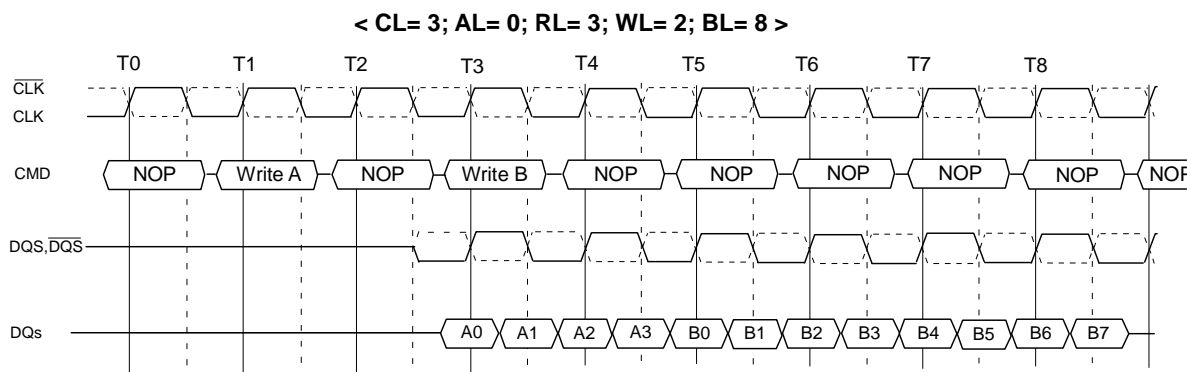 < CL= 3; AL= 0; RL= 3; WL= 2; BL= 8 >
T0 T1 T2 T3 T4 T5 T6 T7 T8
CLK
CLK
CMD NOP Write A NOP Write B NOP NOP NOP NOP NOP NOP
DQS,DQS
DQs A0 A1 A2 A3 B0 B1 B2 B3 B4 B5 B6 B7